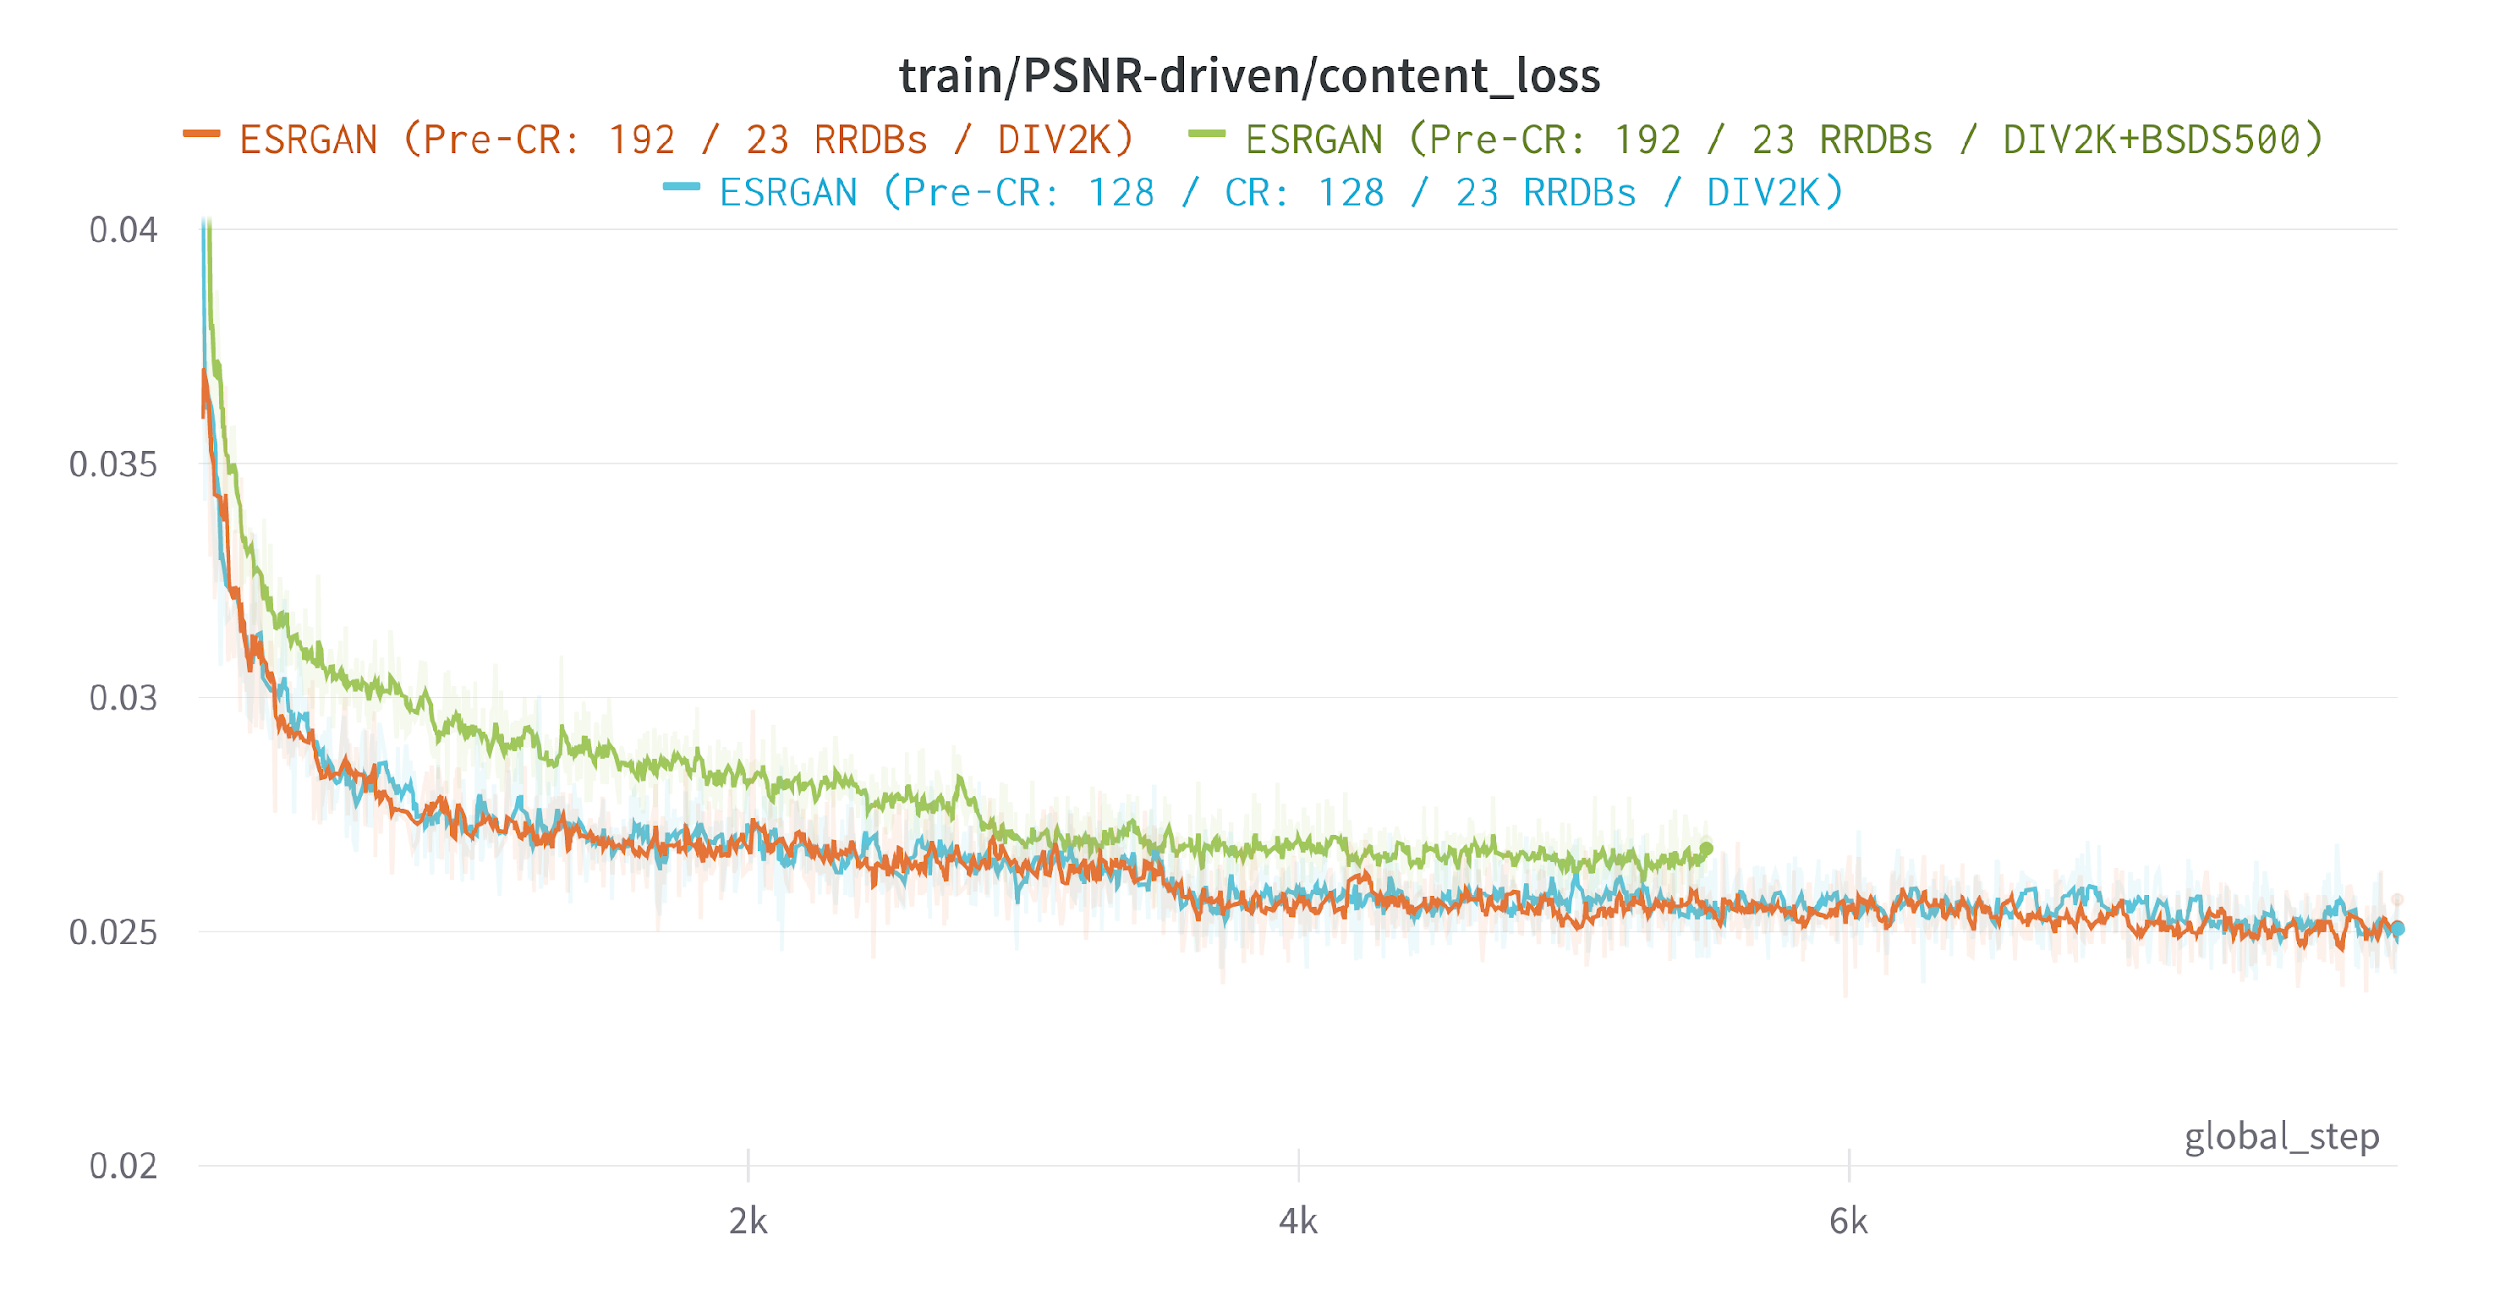 train/PSNR-driven/content_loss
ESRGAN (Pre-CR: 192 / 23 RRDBs / DIV2K) ESRGAN (Pre-CR: 192 / 23 RRDBs / DIV2K+BSDS500)
ESRGAN (Pre-CR: 128 / CR: 128 / 23 RRDBs / DIV2K)
0.04
0.035
0.03
0.025
global_step
0.02
2k 4k 6k